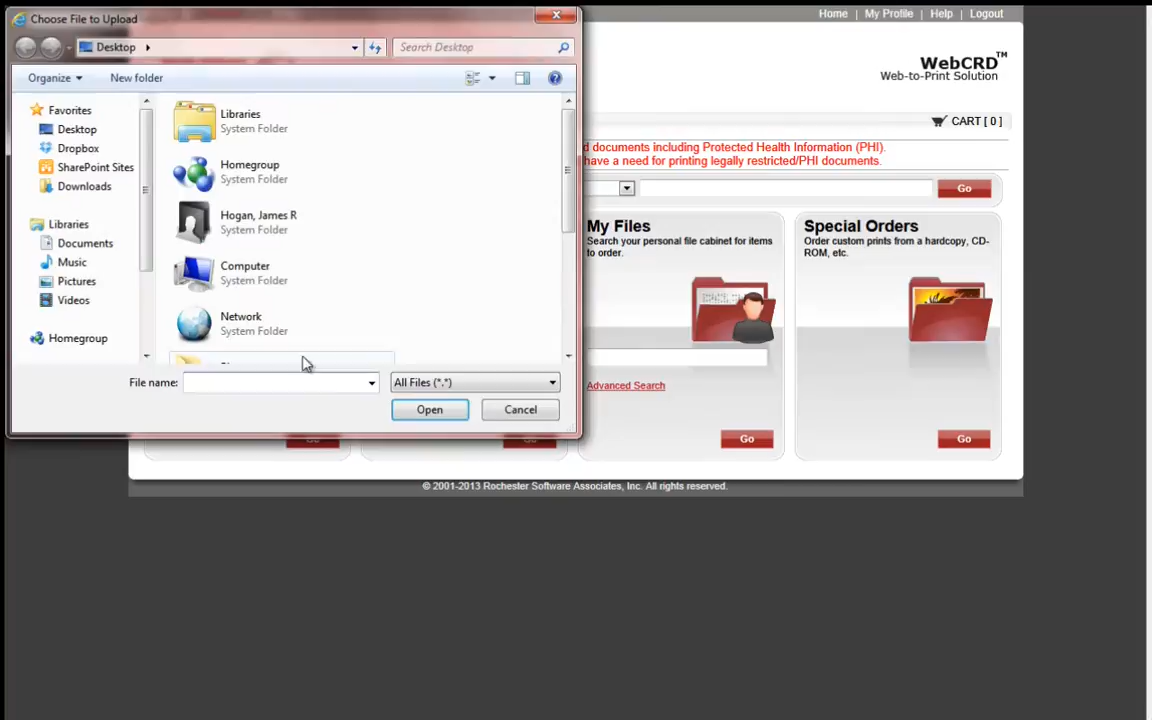 Choose File to Upload
Home | My Profile | Help | Logout
Desktop
Search Desktop
WebCRD™
Web-to-Print Solution
Organize
New folder
Favorites
Desktop
Dropbox
SharePoint Sites
Downloads
Libraries
Documents
Music
Pictures
Videos
Homegroup
Libraries
System Folder
Homegroup
System Folder
Hogan, James R
System Folder
Computer
System Folder
Network
System Folder
File name:
All Files (*.*)
Open
Cancel
CART [ 0 ]
d documents including Protected Health Information (PHI).
have a need for printing legally restricted/PHI documents.
Go
My Files
Search your personal file cabinet for items
to order.
Advanced Search
Go
Special Orders
Order custom prints from a hardcopy, CD-
ROM, etc.
Go
Go
Go
© 2001-2013 Rochester Software Associates, Inc. All rights reserved.